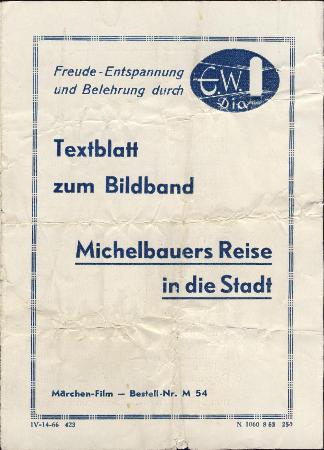 Freude-Entspannung
und Belehrung durch
E.W.
Dia
Textblatt
zum Bildband
Michelbauers Reise
in die Stadt
Märchen-Film — Bestell-Nr. M 54
IV-14-66 423
N 1060 8 53 250